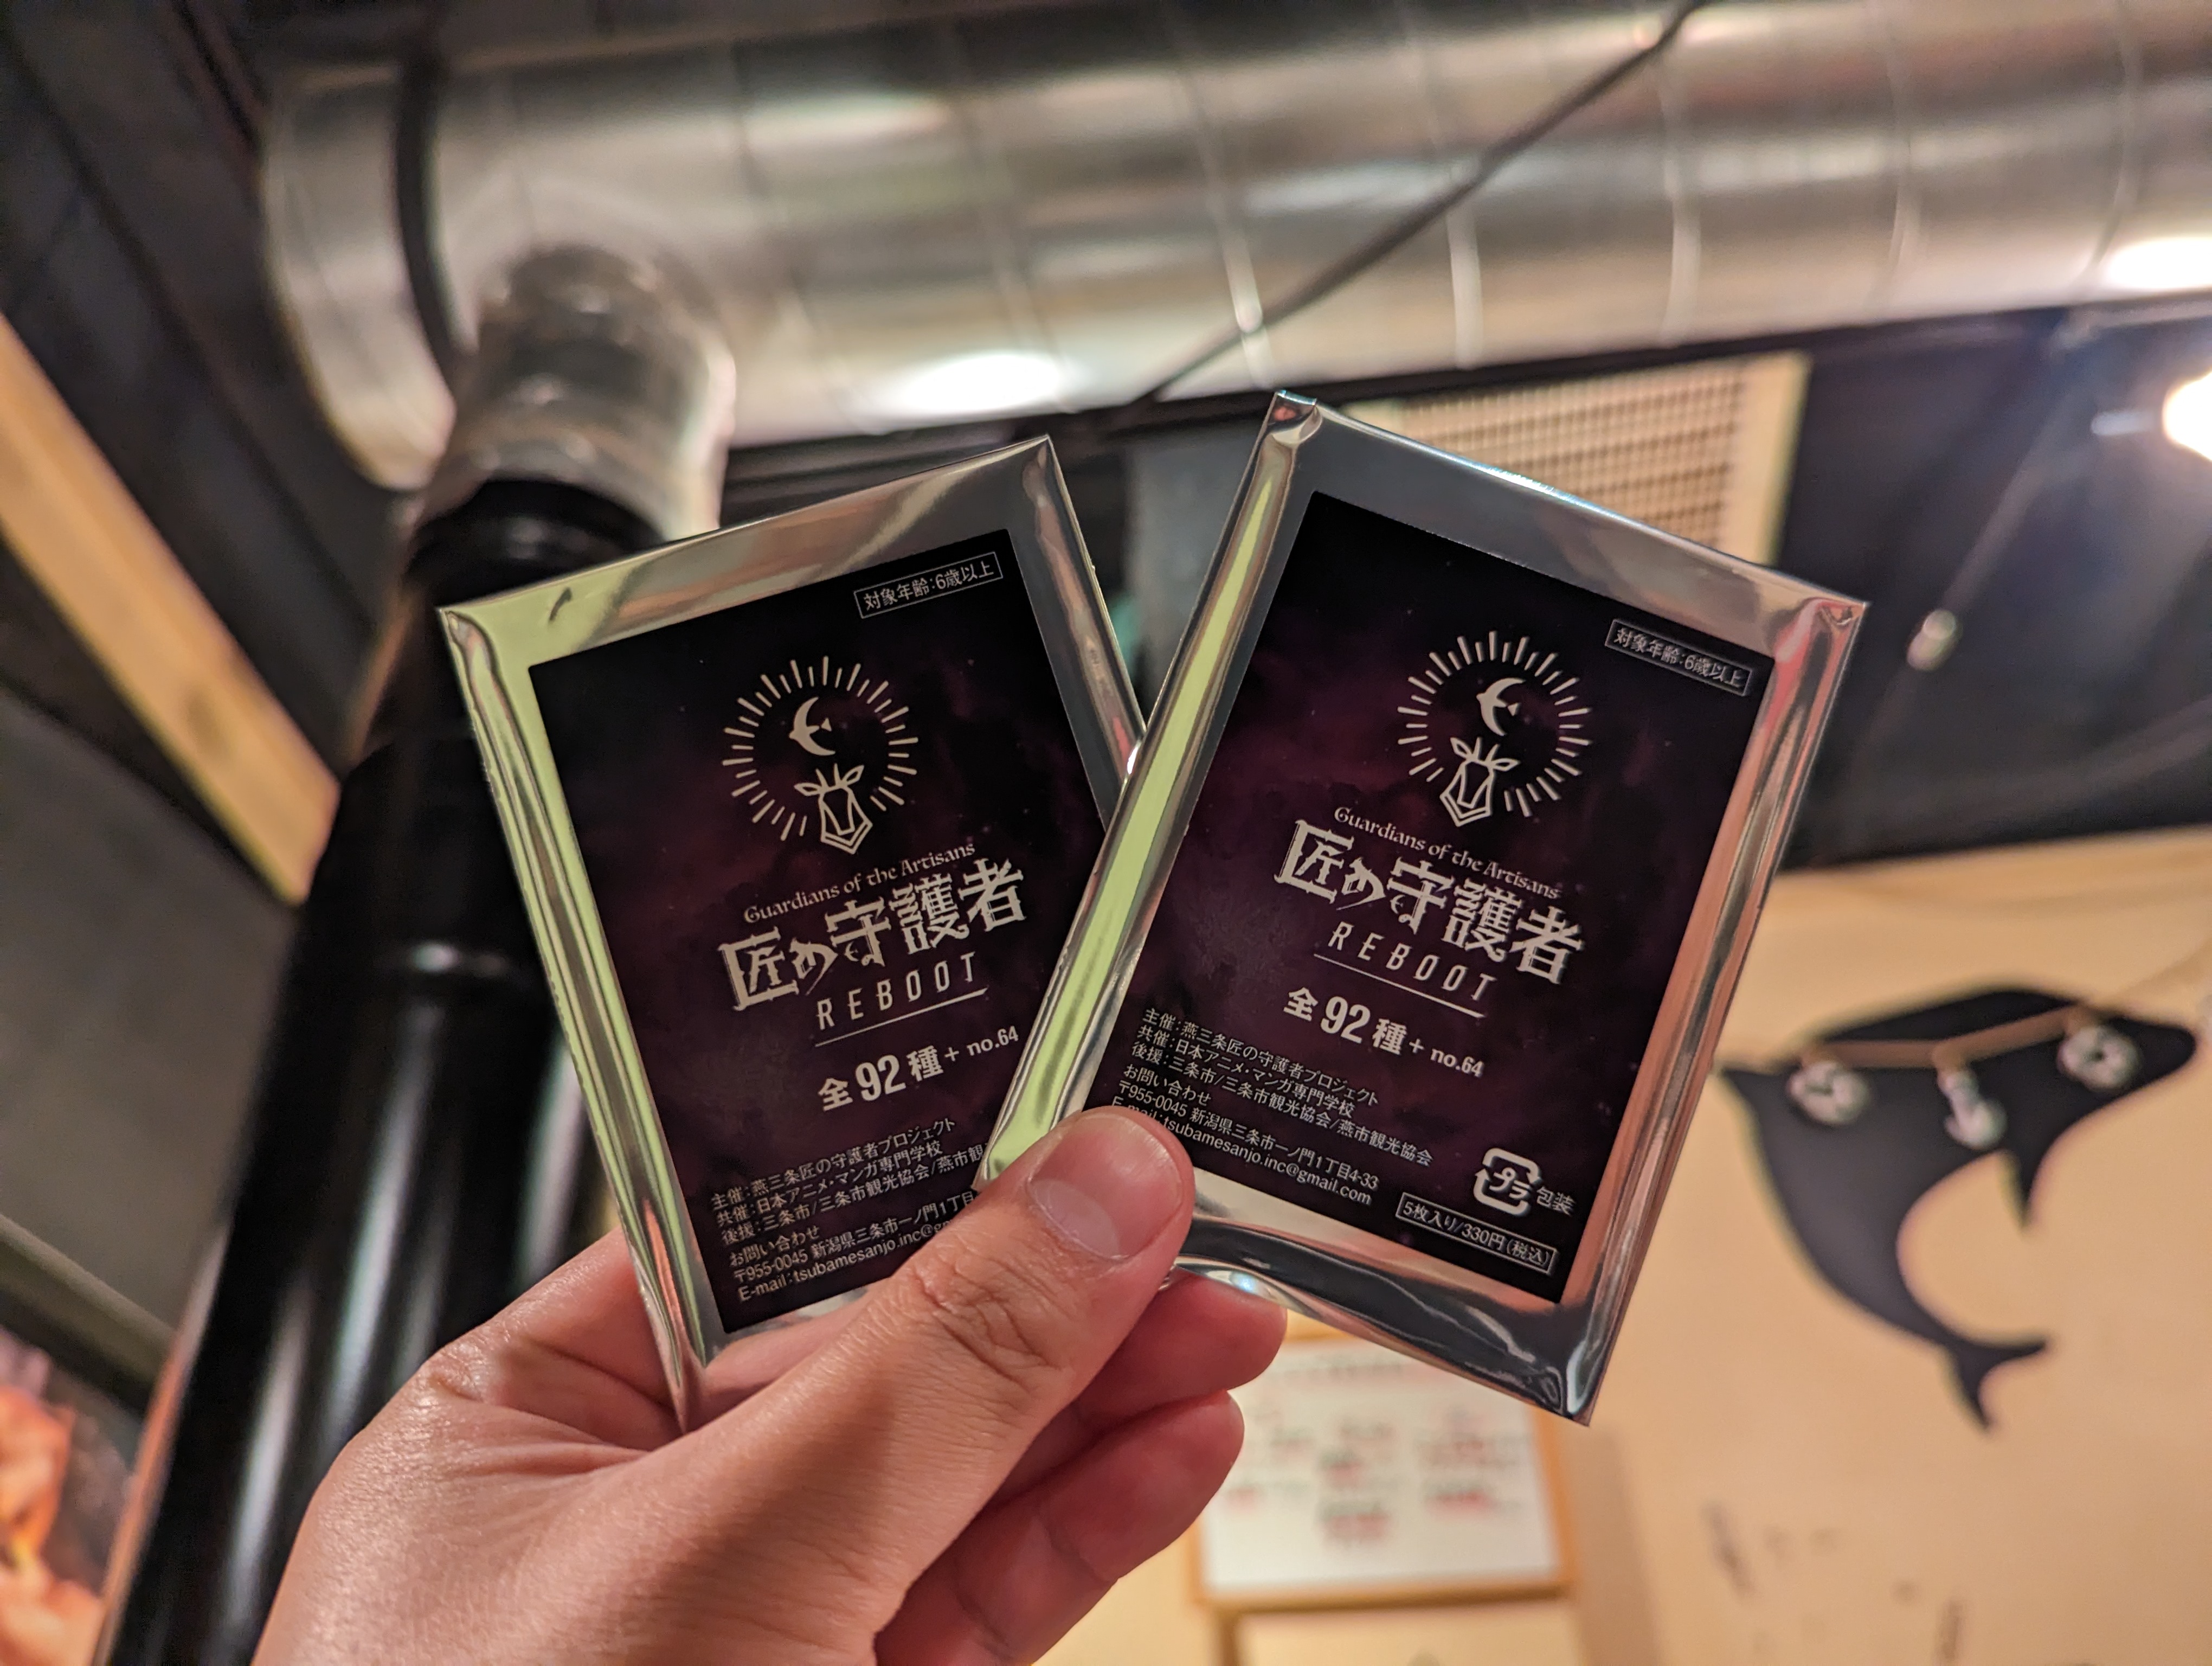 対象年齢:6歳以上
Guardians of the Artisans
匠の守護者
REBOOT
全92種+ no.64
主催:燕三条匠の守護者プロジェクト
共催:日本アニメ・マンガ専門学校
後援:三条市/三条市観光協会/燕市観
お問い合わせ
〒955-0045 新潟県三条市一ノ門1丁目
E-mail:tsubamesanjo.inc@g
対象年齢:6歳以上
Guardians of the Artisans
匠の守護者
REBOOT
全92種+ no.64
主催:燕三条匠の守護者プロジェクト
共催:日本アニメ・マンガ専門学校
後援:三条市/三条市観光協会/燕市観光協会
お問い合わせ
〒955-0045 新潟県三条市一ノ門1丁目4-33
E-mail:tsubamesanjo.inc@gmail.com
プラ 包装
5枚入り/330円(税込)